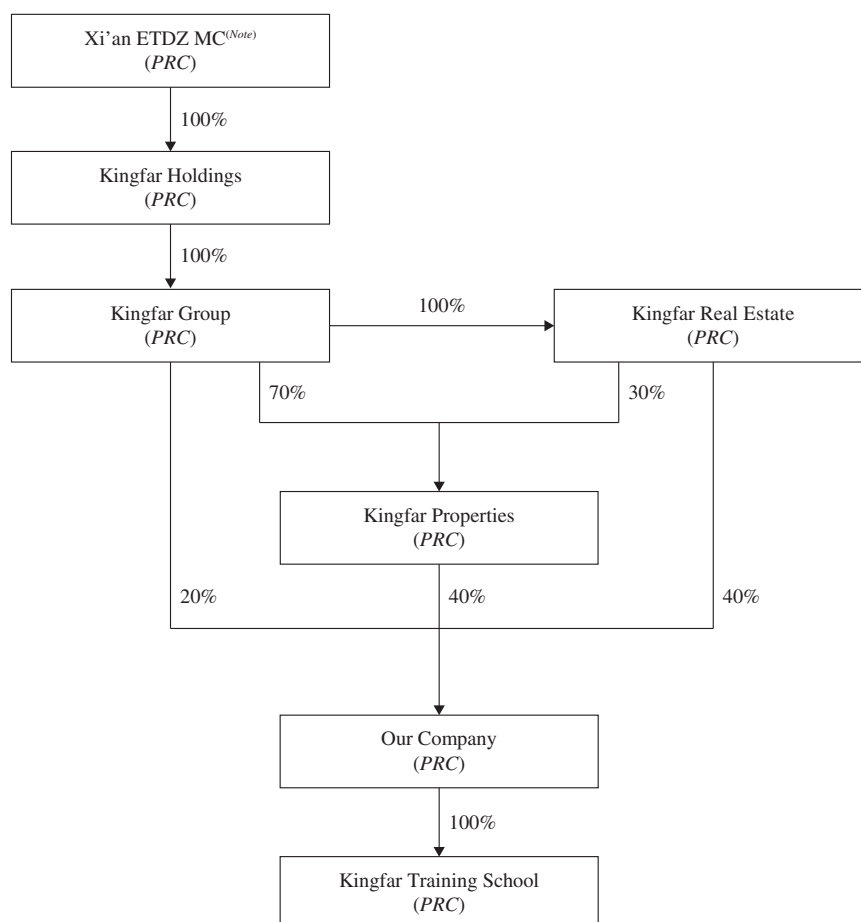 Xi’an ETDZ MC(Note)
(PRC)
100%
Kingfar Holdings
(PRC)
100%
Kingfar Group
(PRC)
100%
Kingfar Real Estate
(PRC)
70%
30%
Kingfar Properties
(PRC)
20%
40%
40%
Our Company
(PRC)
100%
Kingfar Training School
(PRC)